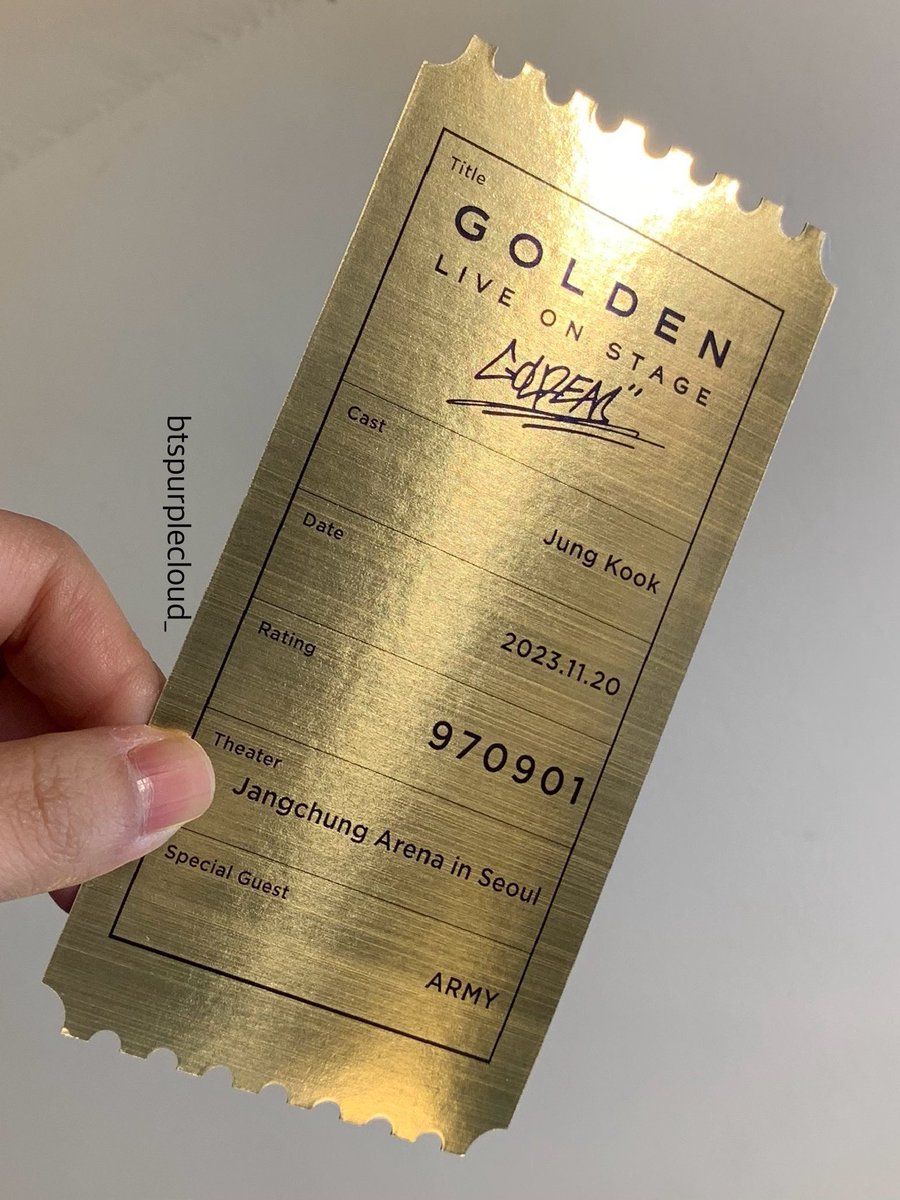 Title
GOLDEN
LIVE ON STAGE
GOLDEN
Cast
Jung Kook
Date
2023.11.20
Rating
970901
Theater
Jangchung Arena in Seoul
Special Guest
ARMY
btspurplecloud_